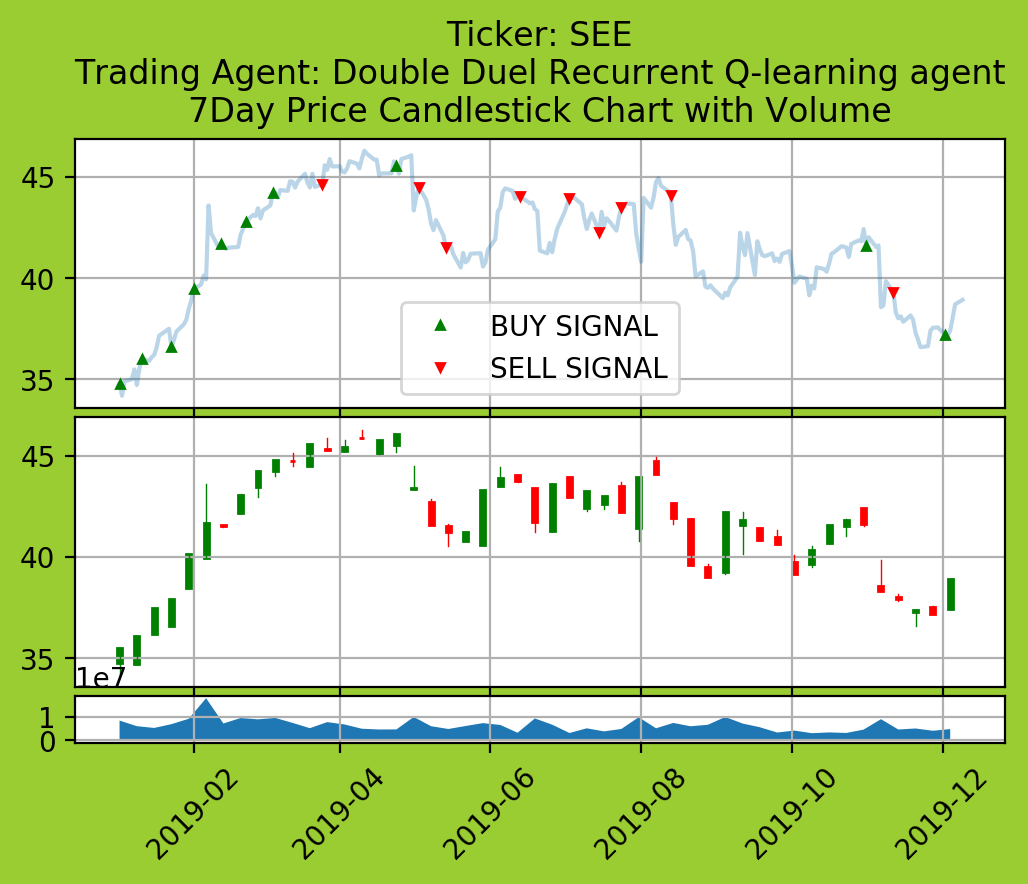 Ticker: SEE
Trading Agent: Double Duel Recurrent Q-learning agent
7Day Price Candlestick Chart with Volume
45
40
35
BUY SIGNAL
SELL SIGNAL
45
40
35
1e7
1
0
2019-02
2019-04
2019-06
2019-08
2019-10
2019-12